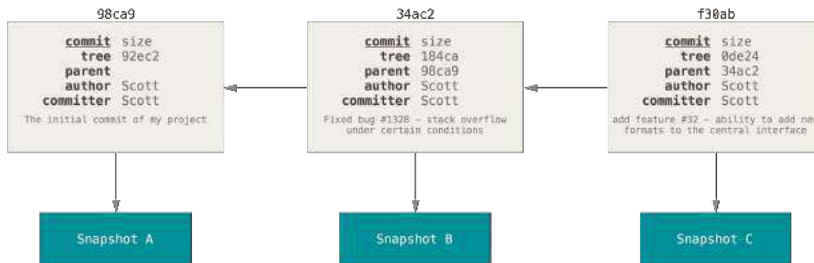 98ca9
commit size
tree 92ec2
parent
author Scott
committer Scott
The initial commit of my project
Snapshot A
34ac2
commit size
tree 184ca
parent 98ca9
author Scott
committer Scott
Fixed bug #1328 – stack overflow
under certain conditions
Snapshot B
f30ab
commit size
tree 0de24
parent 34ac2
author Scott
committer Scott
add feature #32 – ability to add
formats to the central interface
Snapshot C